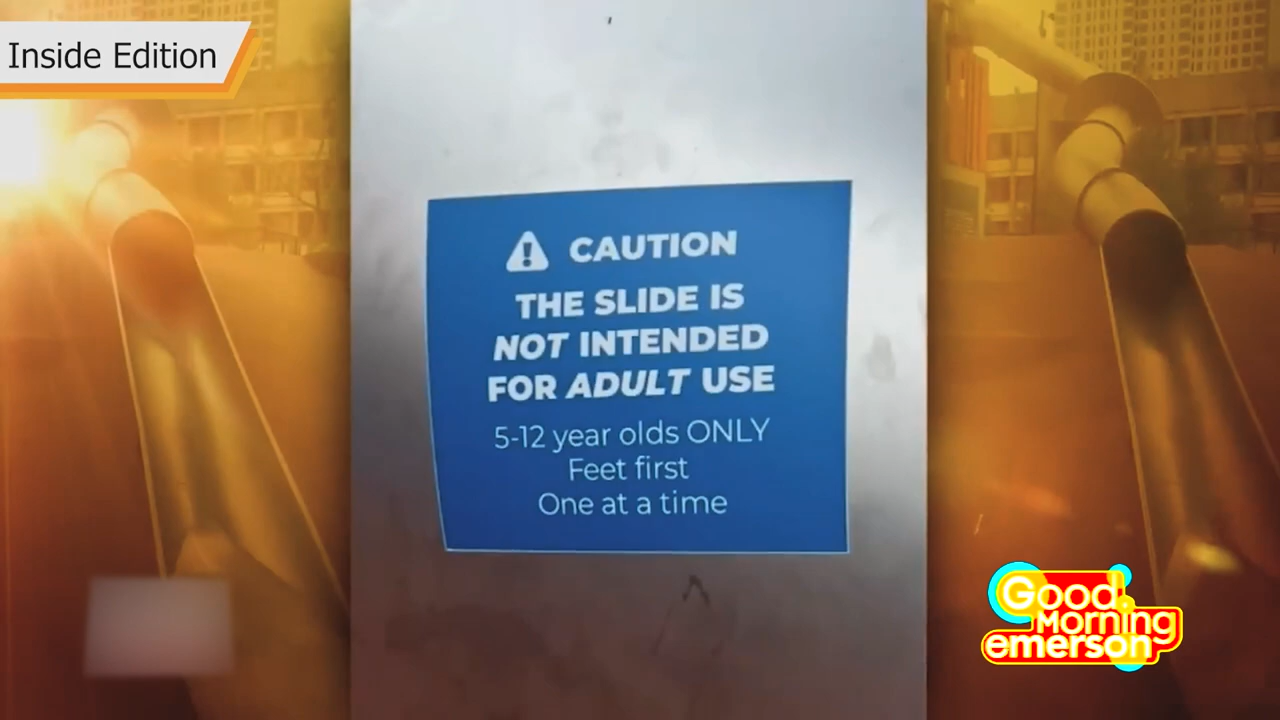 Inside Edition
CAUTION
THE SLIDE IS
NOT INTENDED
FOR ADULT USE
5-12 year olds ONLY
Feet first
One at a time
Good
Morning
emerson